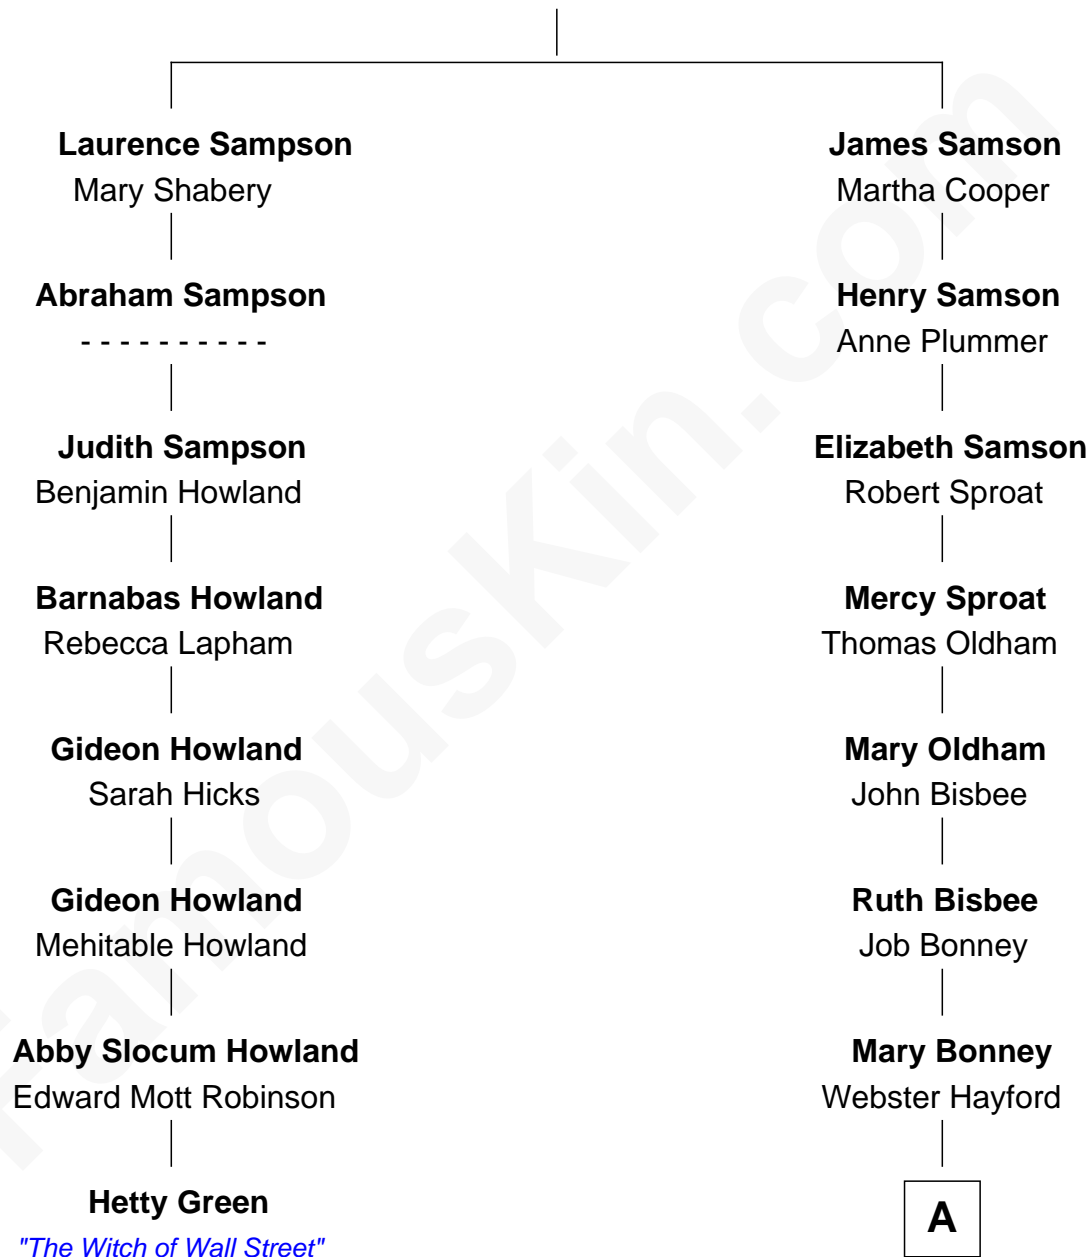 Laurence Sampson
Mary Shabery
James Samson
Martha Cooper
Abraham Sampson
- - - - - - - - - -
Henry Samson
Anne Plummer
Judith Sampson
Benjamin Howland
Elizabeth Samson
Robert Sproat
Barnabas Howland
Rebecca Lapham
Mercy Sproat
Thomas Oldham
Gideon Howland
Sarah Hicks
Mary Oldham
John Bisbee
Gideon Howland
Mehitable Howland
Ruth Bisbee
Job Bonney
Abby Slocum Howland
Edward Mott Robinson
Mary Bonney
Webster Hayford
Hetty Green
"The Witch of Wall Street"
A
FamousKin.com